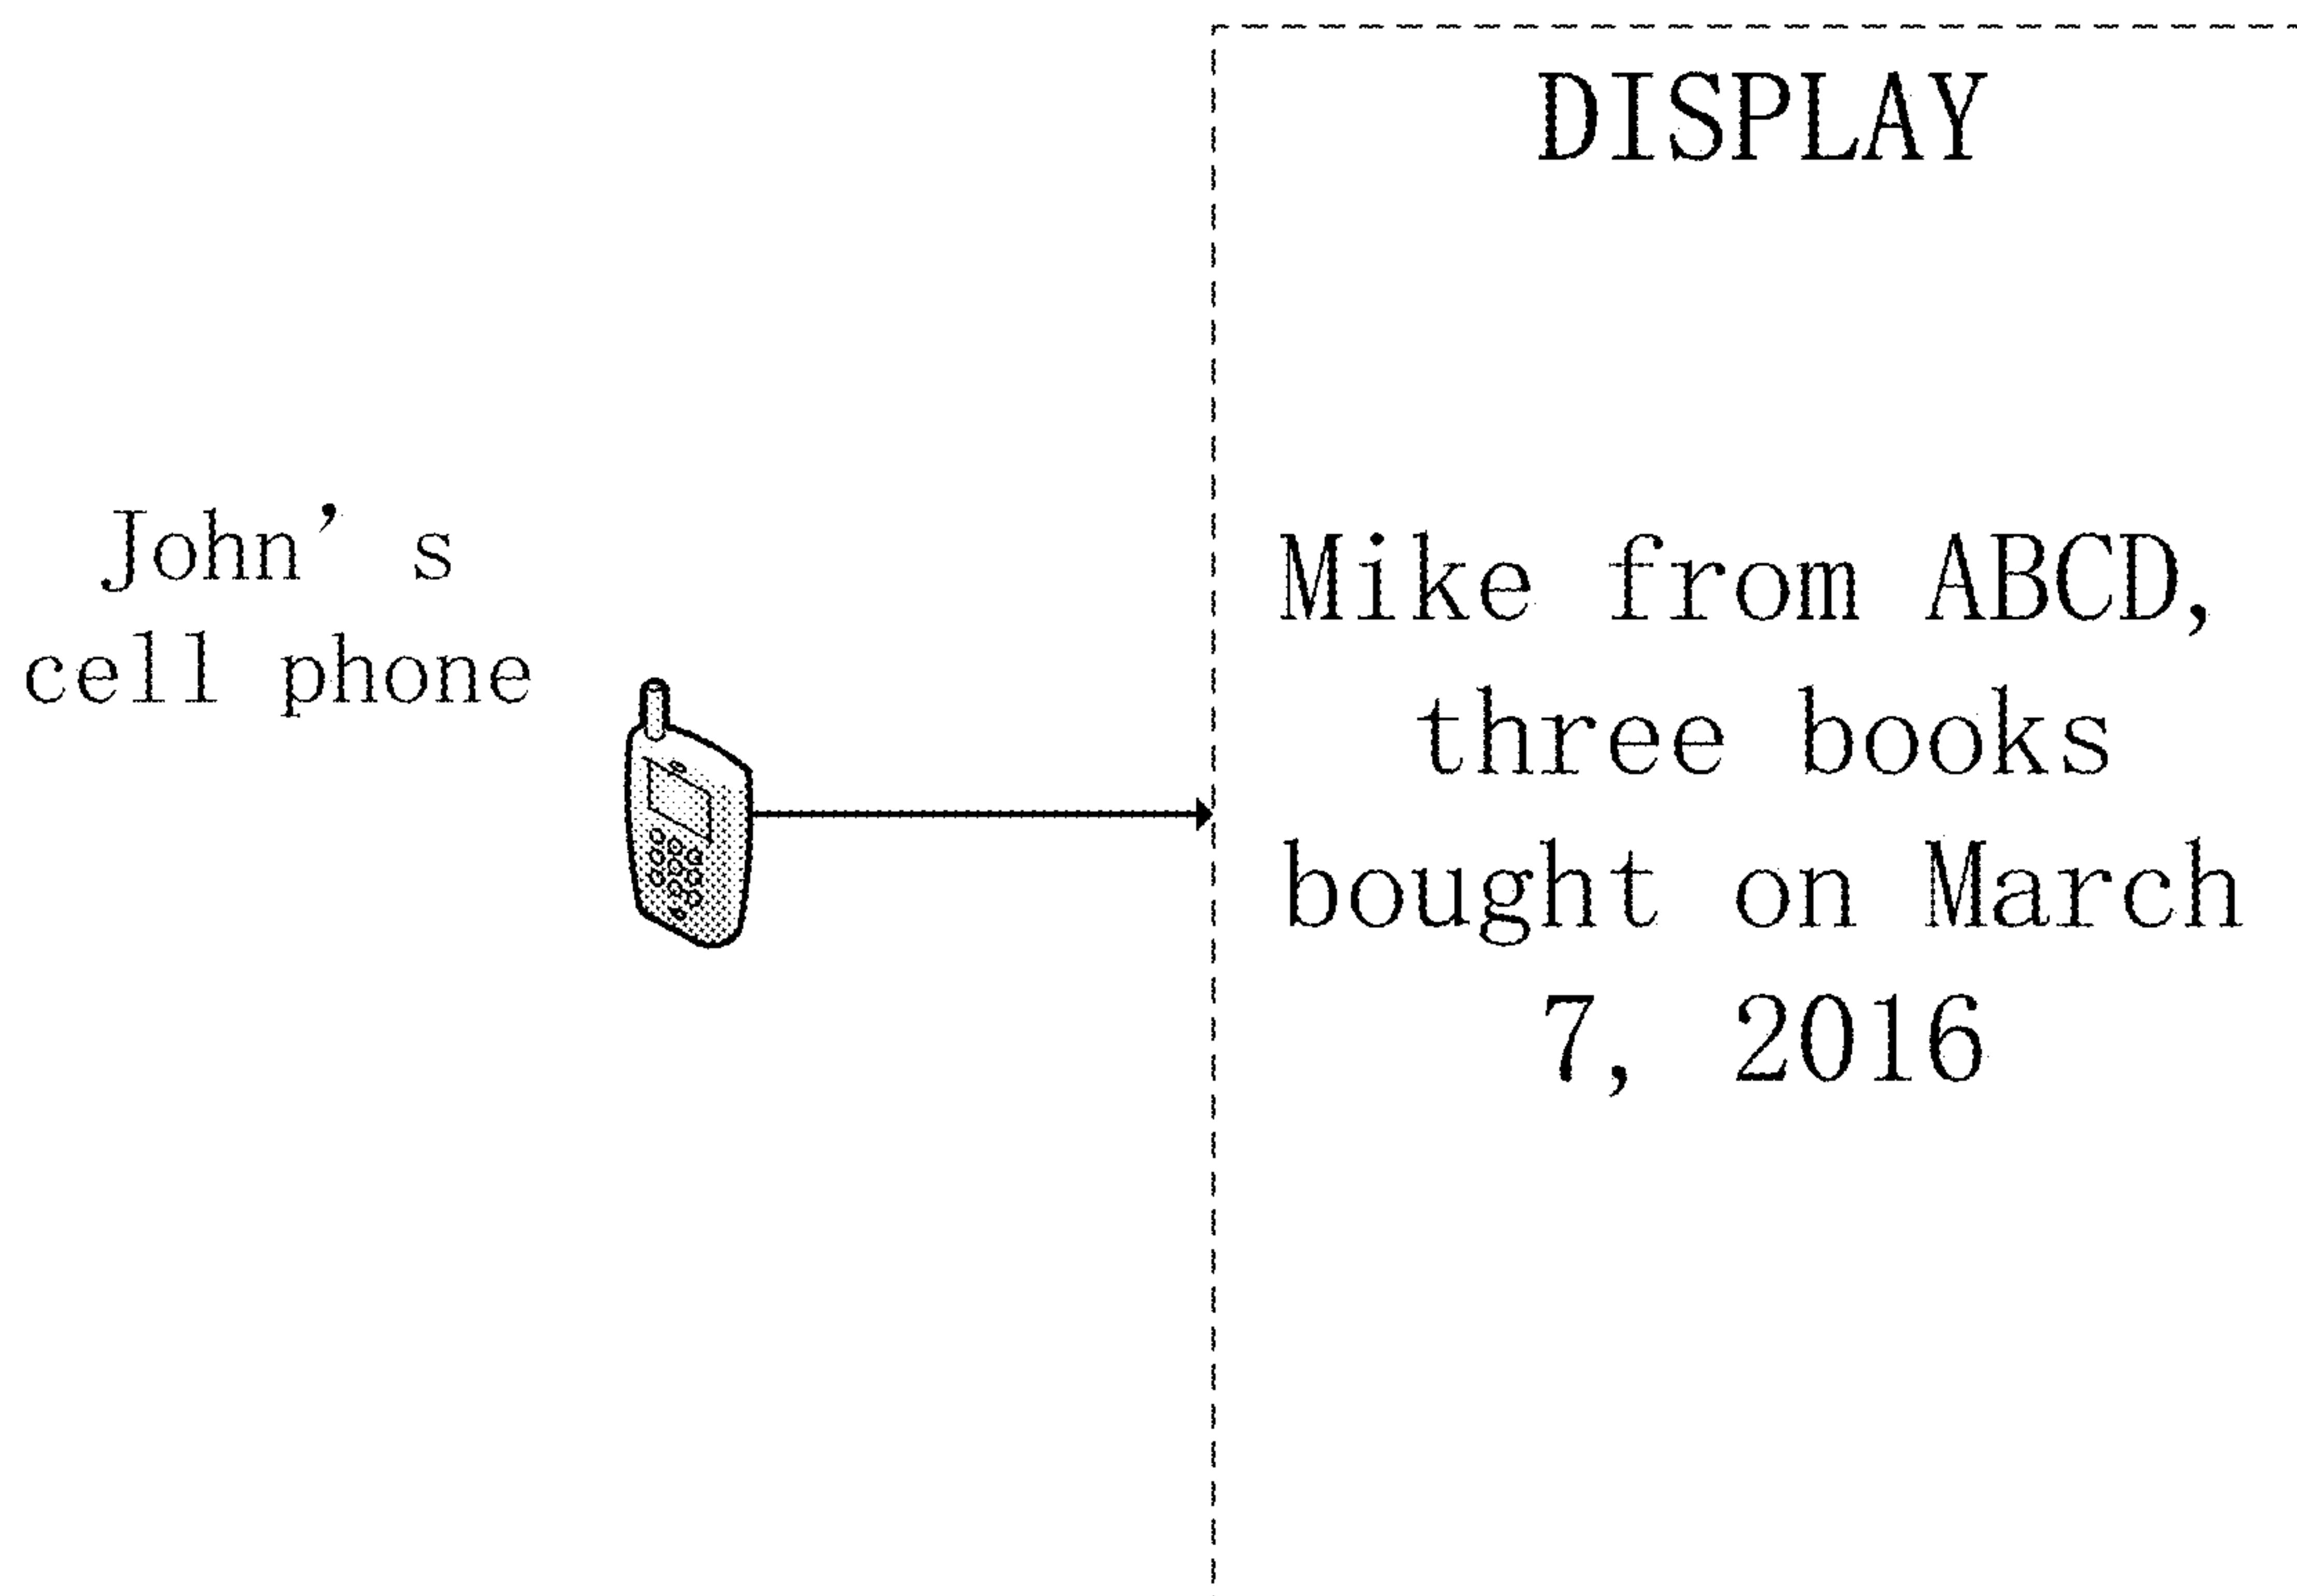 DISPLAY
John's
cell phone
Mike from ABCD,
three books
bought on March
7, 2016